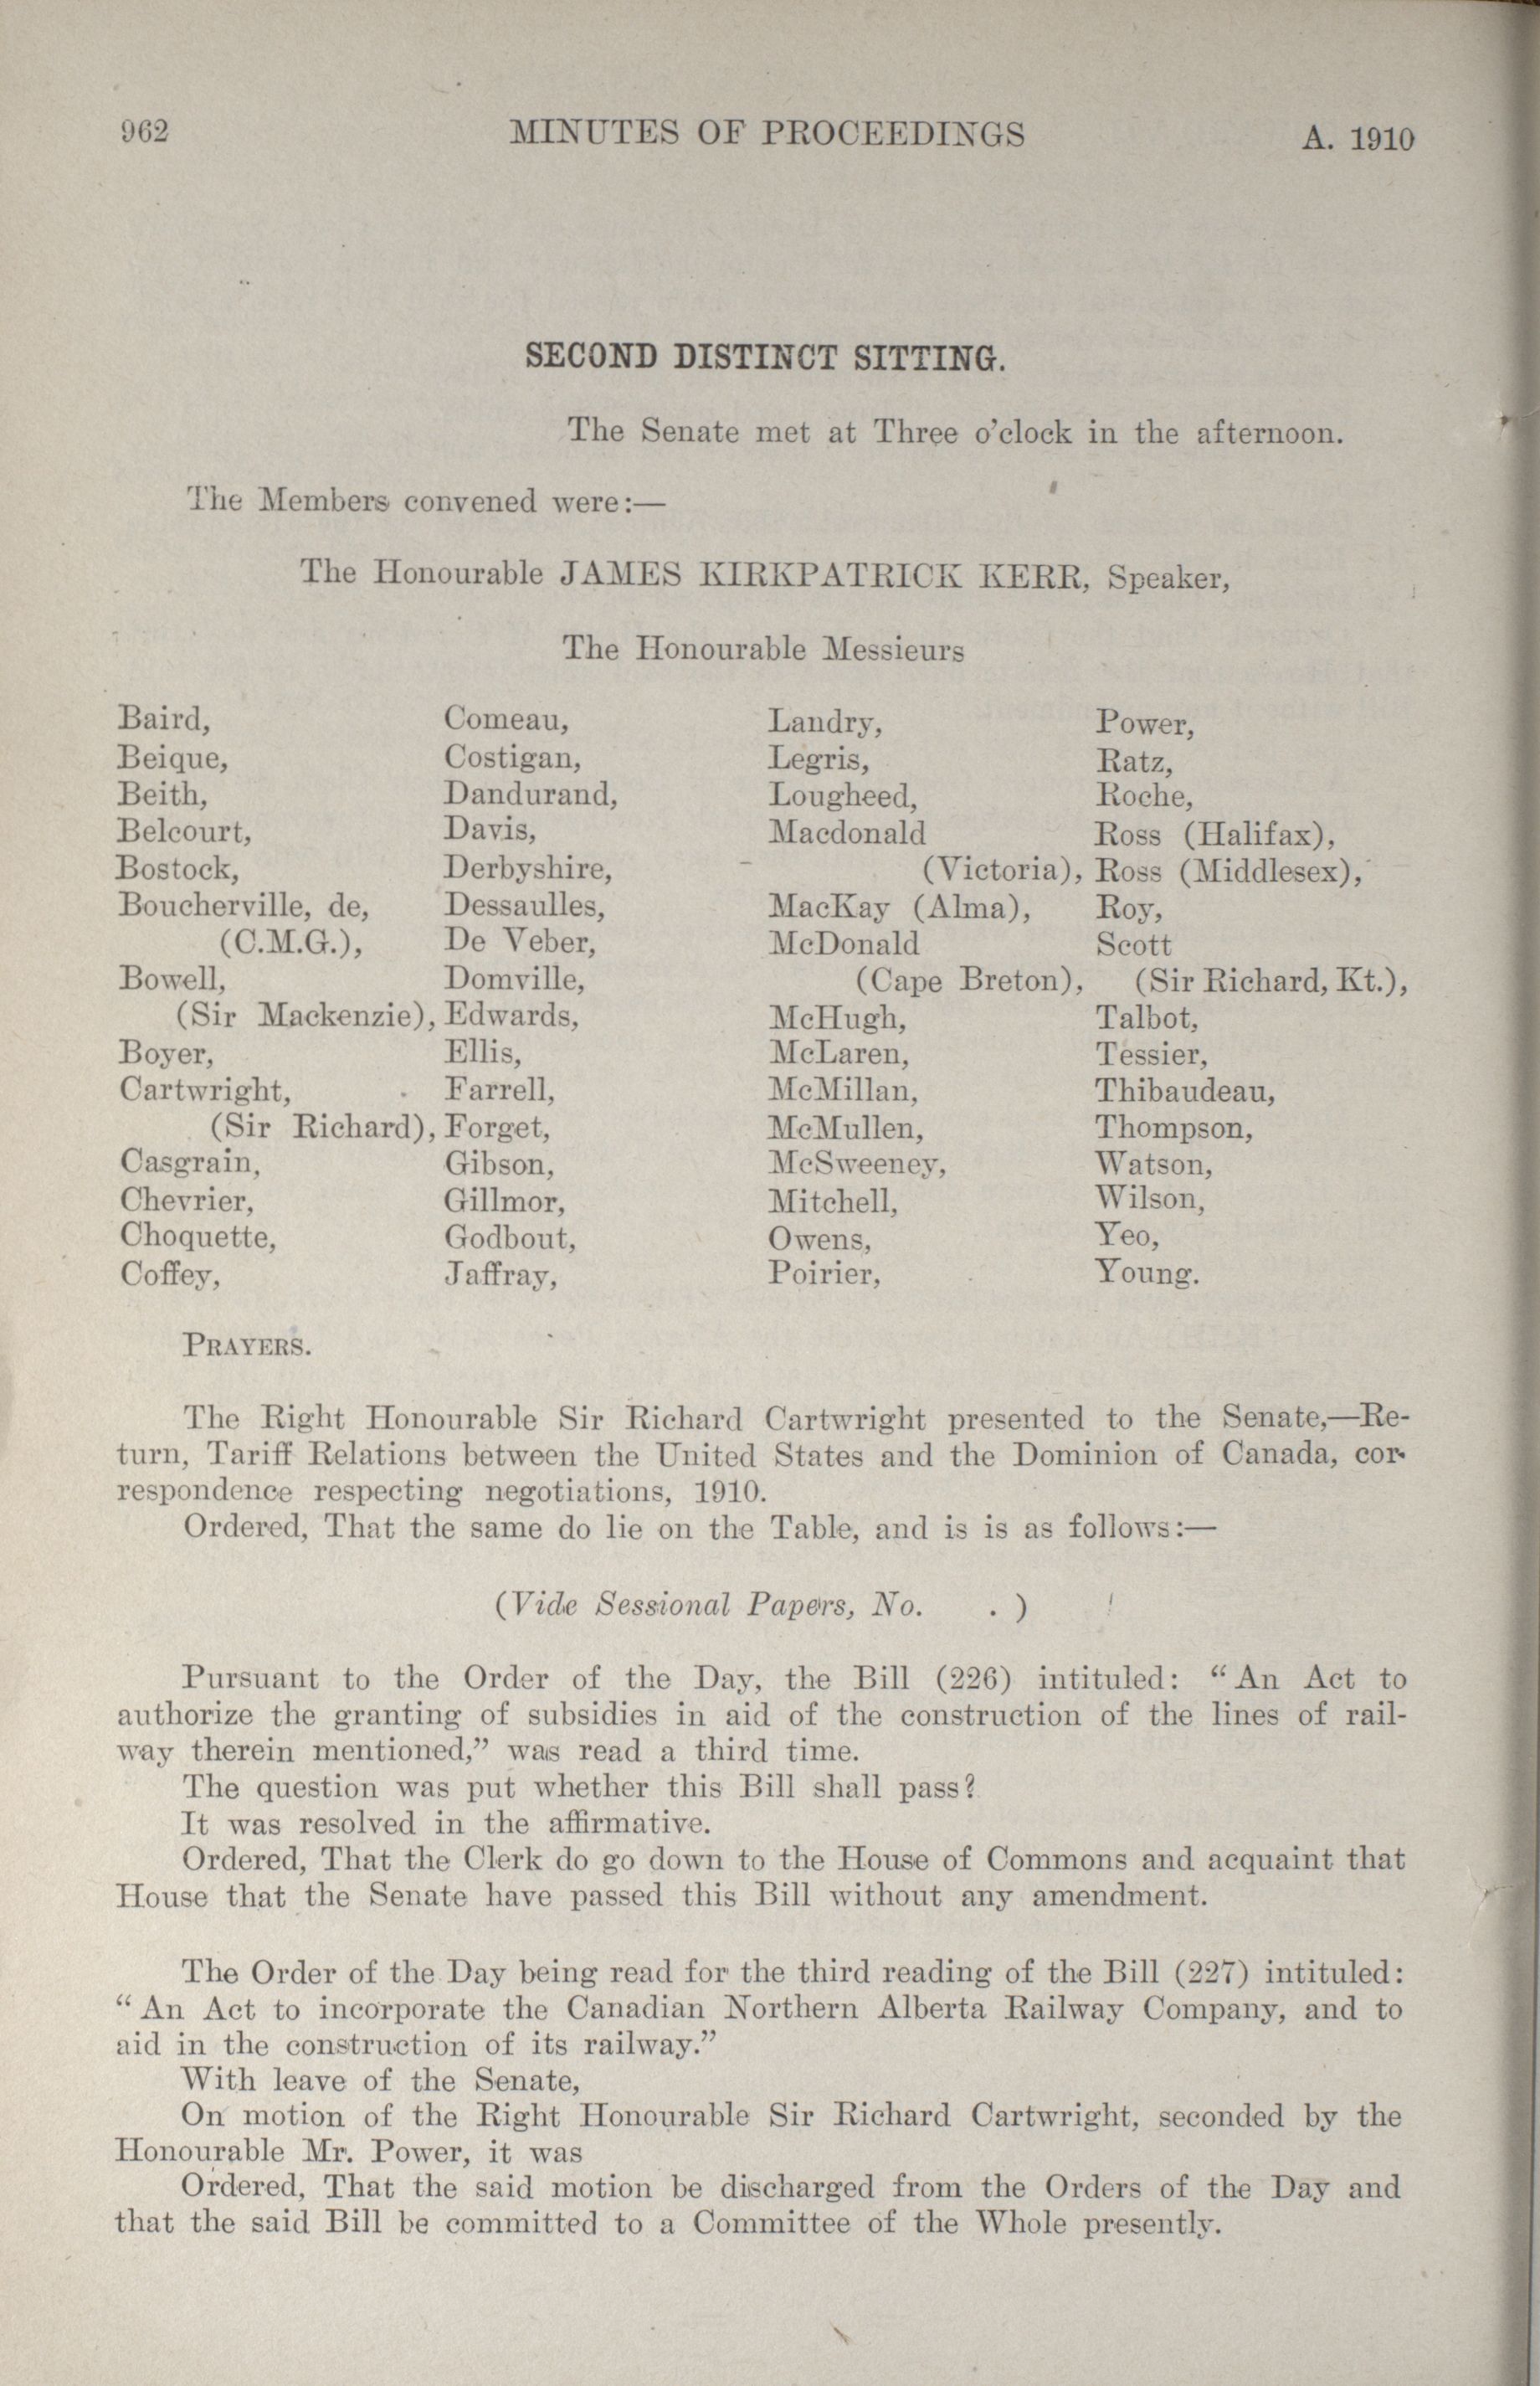 962 MINUTES OF PROCEEDINGS A. 1910
SECOND DISTINCT SITTING.
The Senate met at Three o'clock in the afternoon.
The Members convened were:—
The Honourable JAMES KIRKPATRICK KERR, Speaker,
The Honourable Messieurs
Baird,
Beique,
Beith,
Belcourt,
Bostock,
Boucherville, de,
(C.M.G.),
Bowell,
(Sir Mackenzie),
Boyer,
Cartwright,
(Sir Richard),
Casgrain,
Chevrier,
Choquette,
Coffey,
Comeau,
Costigan,
Dandurand,
Davis,
Derbyshire,
Dessaulles,
De Veber,
Domville,
Edwards,
Ellis,
Farrell,
Forget,
Gibson,
Gillmor,
Godbout,
Jaffray,
Landry,
Legris,
Lougheed,
Macdonald
(Victoria),
MacKay (Alma),
McDonald
(Cape Breton),
McHugh,
McLaren,
McMillan,
McMullen,
McSweeney,
Mitchell,
Owens,
Poirier,
Power,
Ratz,
Roche,
Ross (Halifax),
Ross (Middlesex),
Roy,
Scott
(Sir Richard, Kt.),
Talbot,
Tessier,
Thibaudeau,
Thompson,
Watson,
Wilson,
Yeo,
Young.
PRAYERS.
The Right Honourable Sir Richard Cartwright presented to the Senate,—Re-
turn, Tariff Relations between the United States and the Dominion of Canada, cor-
respondence respecting negotiations, 1910.
Ordered, That the same do lie on the Table, and is is as follows:—
(Vide Sessional Papers, No. . )
Pursuant to the Order of the Day, the Bill (226) intituled: “An Act to
authorize the granting of subsidies in aid of the construction of the lines of rail-
way therein mentioned,” was read a third time.
The question was put whether this Bill shall pass?
It was resolved in the affirmative.
Ordered, That the Clerk do go down to the House of Commons and acquaint that
House that the Senate have passed this Bill without any amendment.
The Order of the Day being read for the third reading of the Bill (227) intituled:
“An Act to incorporate the Canadian Northern Alberta Railway Company, and to
aid in the construction of its railway.”
With leave of the Senate,
On motion of the Right Honourable Sir Richard Cartwright, seconded by the
Honourable Mr. Power, it was
Ordered, That the said motion be discharged from the Orders of the Day and
that the said Bill be committed to a Committee of the Whole presently.